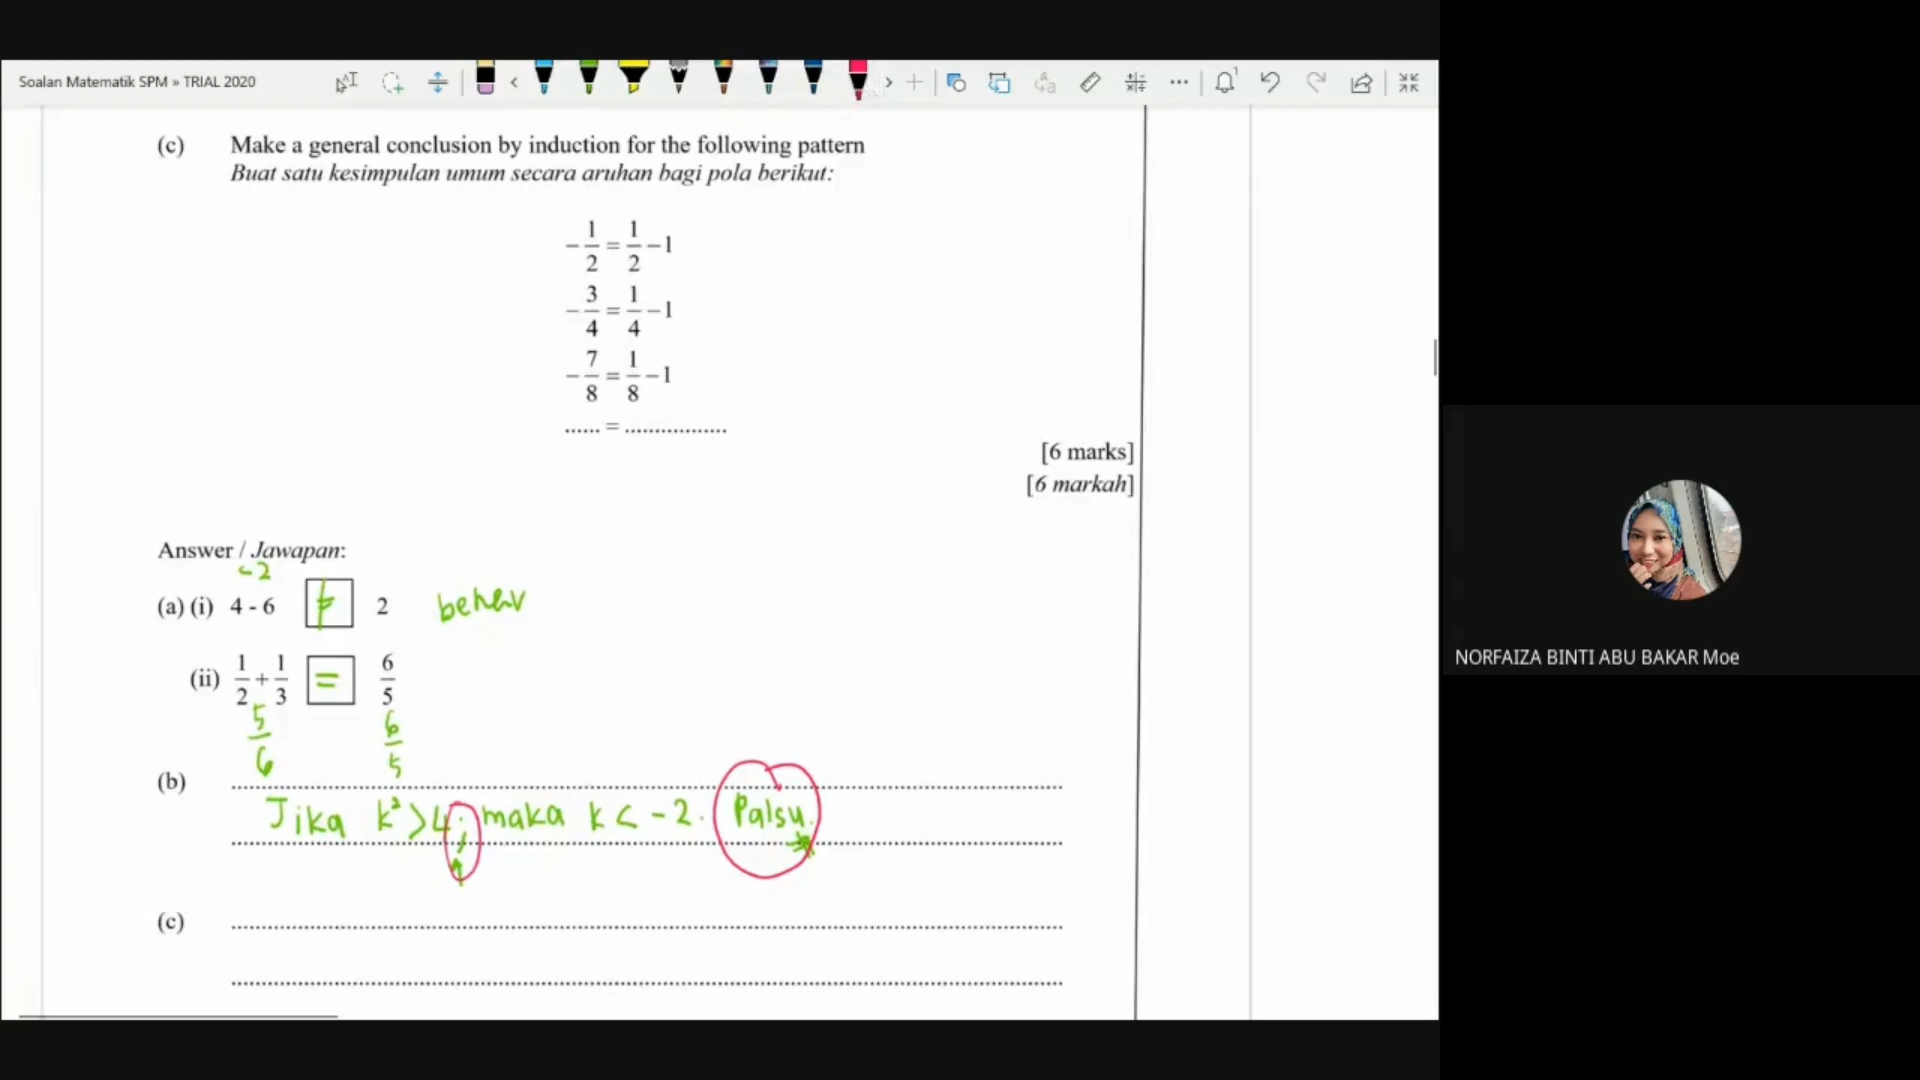 Soalan Matematik SPM » TRIAL 2020
(c) Make a general conclusion by induction for the following pattern
Buat satu kesimpulan umum secara aruhan bagi pola berikut:
-1/2 = 1/2 - 1
-3/4 = 1/4 - 1
-7/8 = 1/8 - 1
...... = .................
[6 marks]
[6 markah]
Answer / Jawapan:
-2
(a) (i) 4 - 6 ≠ 2 benar
(ii) 1/2 + 1/3 = 6/5
5/6 6/5
(b)
Jika k² > 4, maka k < -2. Palsu.
(c)
NORFAIZA BINTI ABU BAKAR Moe